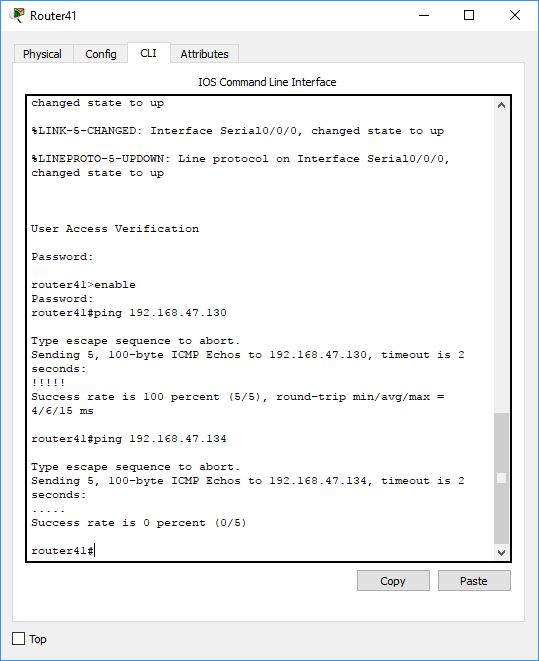 Router41
Physical Config CLI Attributes
IOS Command Line Interface
changed state to up
%LINK-5-CHANGED: Interface Serial0/0/0, changed state to up
%LINEPROTO-5-UPDOWN: Line protocol on Interface Serial0/0/0,
changed state to up
User Access Verification
Password:
router41>enable
Password:
router41#ping 192.168.47.130
Type escape sequence to abort.
Sending 5, 100-byte ICMP Echos to 192.168.47.130, timeout is 2
seconds:
!!!!!
Success rate is 100 percent (5/5), round-trip min/avg/max =
4/6/15 ms
router41#ping 192.168.47.134
Type escape sequence to abort.
Sending 5, 100-byte ICMP Echos to 192.168.47.134, timeout is 2
seconds:
.....
Success rate is 0 percent (0/5)
router41#
Copy Paste
Top